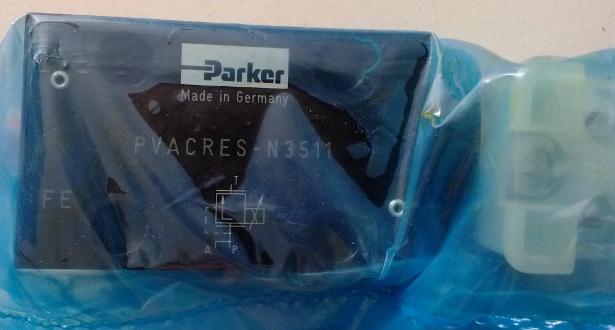 Parker
Made in Germany
PVACRES-N3511
FE
T
A P